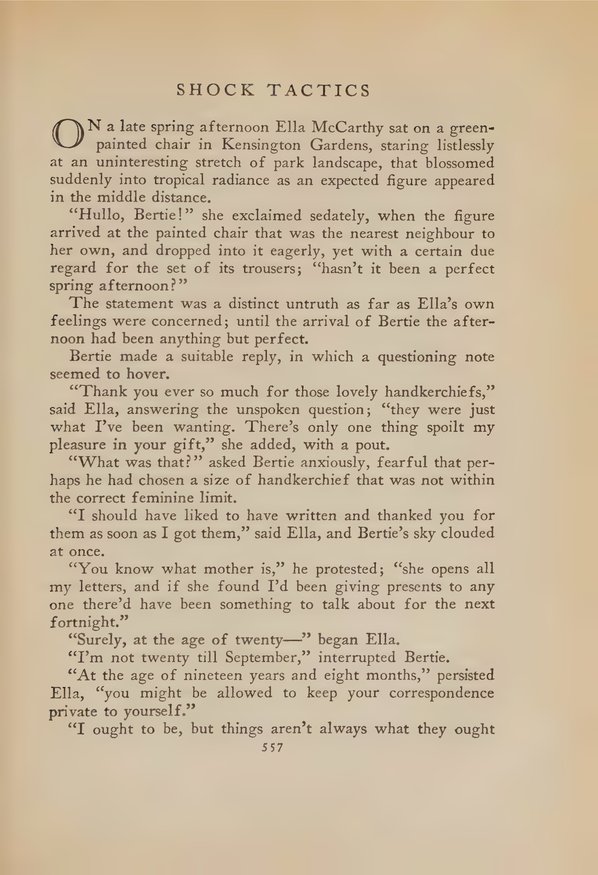 SHOCK TACTICS
ON a late spring afternoon Ella McCarthy sat on a green-
painted chair in Kensington Gardens, staring listlessly
at an uninteresting stretch of park landscape, that blossomed
suddenly into tropical radiance as an expected figure appeared
in the middle distance.
“Hullo, Bertie!” she exclaimed sedately, when the figure
arrived at the painted chair that was the nearest neighbour to
her own, and dropped into it eagerly, yet with a certain due
regard for the set of its trousers; “hasn’t it been a perfect
spring afternoon?”
The statement was a distinct untruth as far as Ella’s own
feelings were concerned; until the arrival of Bertie the after-
noon had been anything but perfect.
Bertie made a suitable reply, in which a questioning note
seemed to hover.
“Thank you ever so much for those lovely handkerchiefs,”
said Ella, answering the unspoken question; “they were just
what I’ve been wanting. There’s only one thing spoilt my
pleasure in your gift,” she added, with a pout.
“What was that?” asked Bertie anxiously, fearful that per-
haps he had chosen a size of handkerchief that was not within
the correct feminine limit.
“I should have liked to have written and thanked you for
them as soon as I got them,” said Ella, and Bertie’s sky clouded
at once.
“You know what mother is,” he protested; “she opens all
my letters, and if she found I’d been giving presents to any
one there’d have been something to talk about for the next
fortnight.”
“Surely, at the age of twenty—” began Ella.
“I’m not twenty till September,” interrupted Bertie.
“At the age of nineteen years and eight months,” persisted
Ella, “you might be allowed to keep your correspondence
private to yourself.”
“I ought to be, but things aren’t always what they ought
557